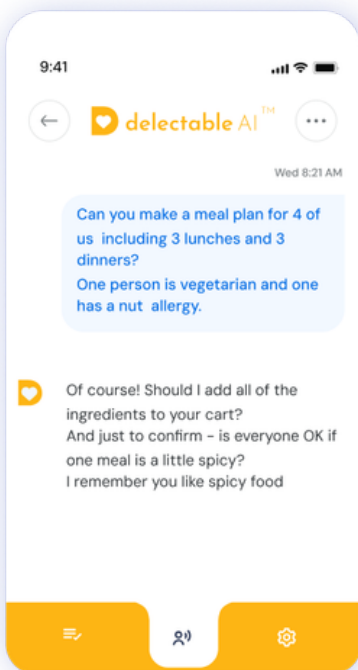 9:41
delectable AI™
Wed 8:21 AM
Can you make a meal plan for 4 of
us including 3 lunches and 3
dinners?
One person is vegetarian and one
has a nut allergy.
Of course! Should I add all of the
ingredients to your cart?
And just to confirm - is everyone OK if
one meal is a little spicy?
I remember you like spicy food